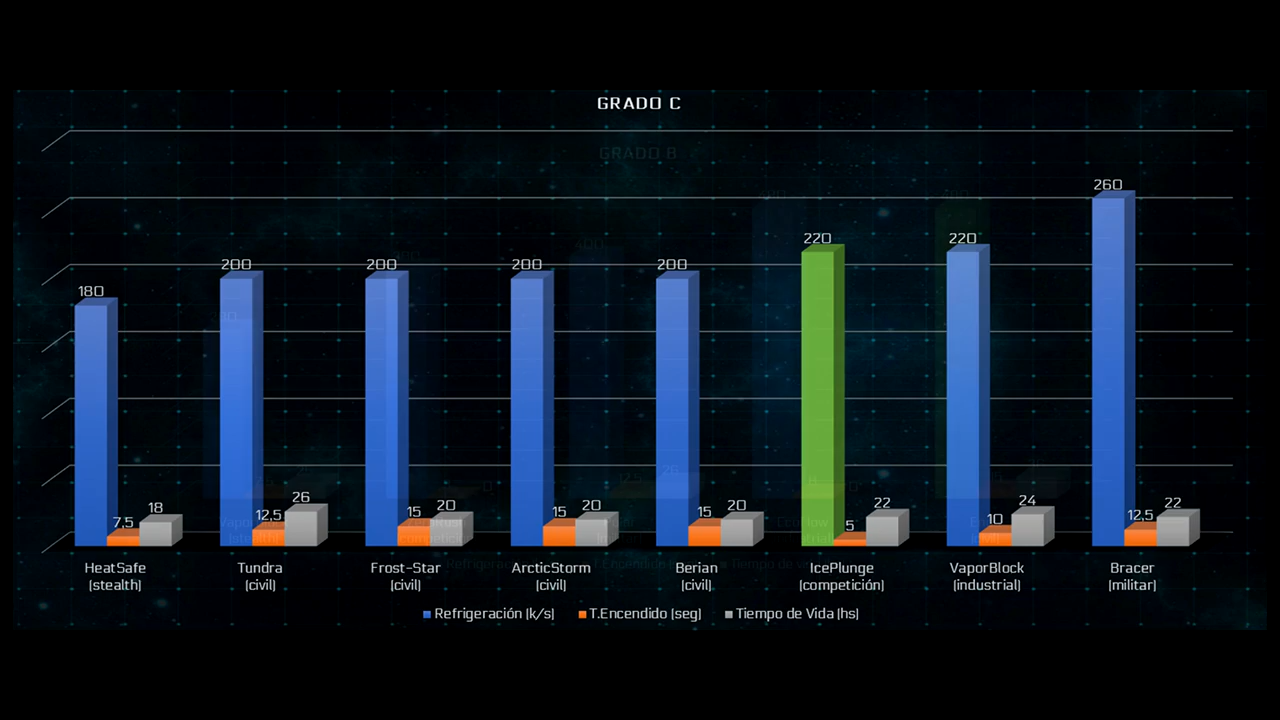 GRADO C
GRADO B
260
220 220
200 200 200 200
180
26 24
18 20 20 20 22 22
7,5 12,5 15 15 15 5 10 12,5
HeatSafe Tundra Frost-Star ArcticStorm Berian IcePlunge VaporBlock Bracer
(stealth) (civil) (civil) (civil) (civil) (competición) (industrial) (militar)
Refrigeración (k/s) T.Encendido (seg) Tiempo de Vida (hs)